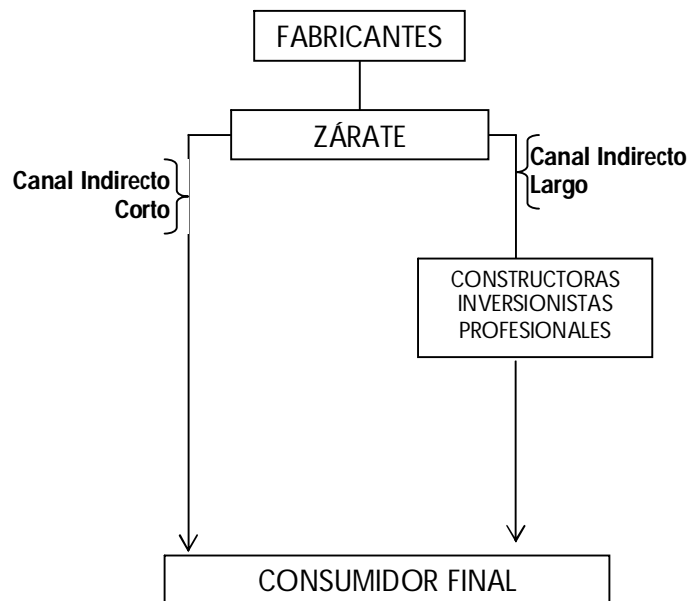 FABRICANTES
ZÁRATE
Canal Indirecto
Corto
Canal Indirecto
Largo
CONSTRUCTORAS
INVERSIONISTAS
PROFESIONALES
CONSUMIDOR FINAL